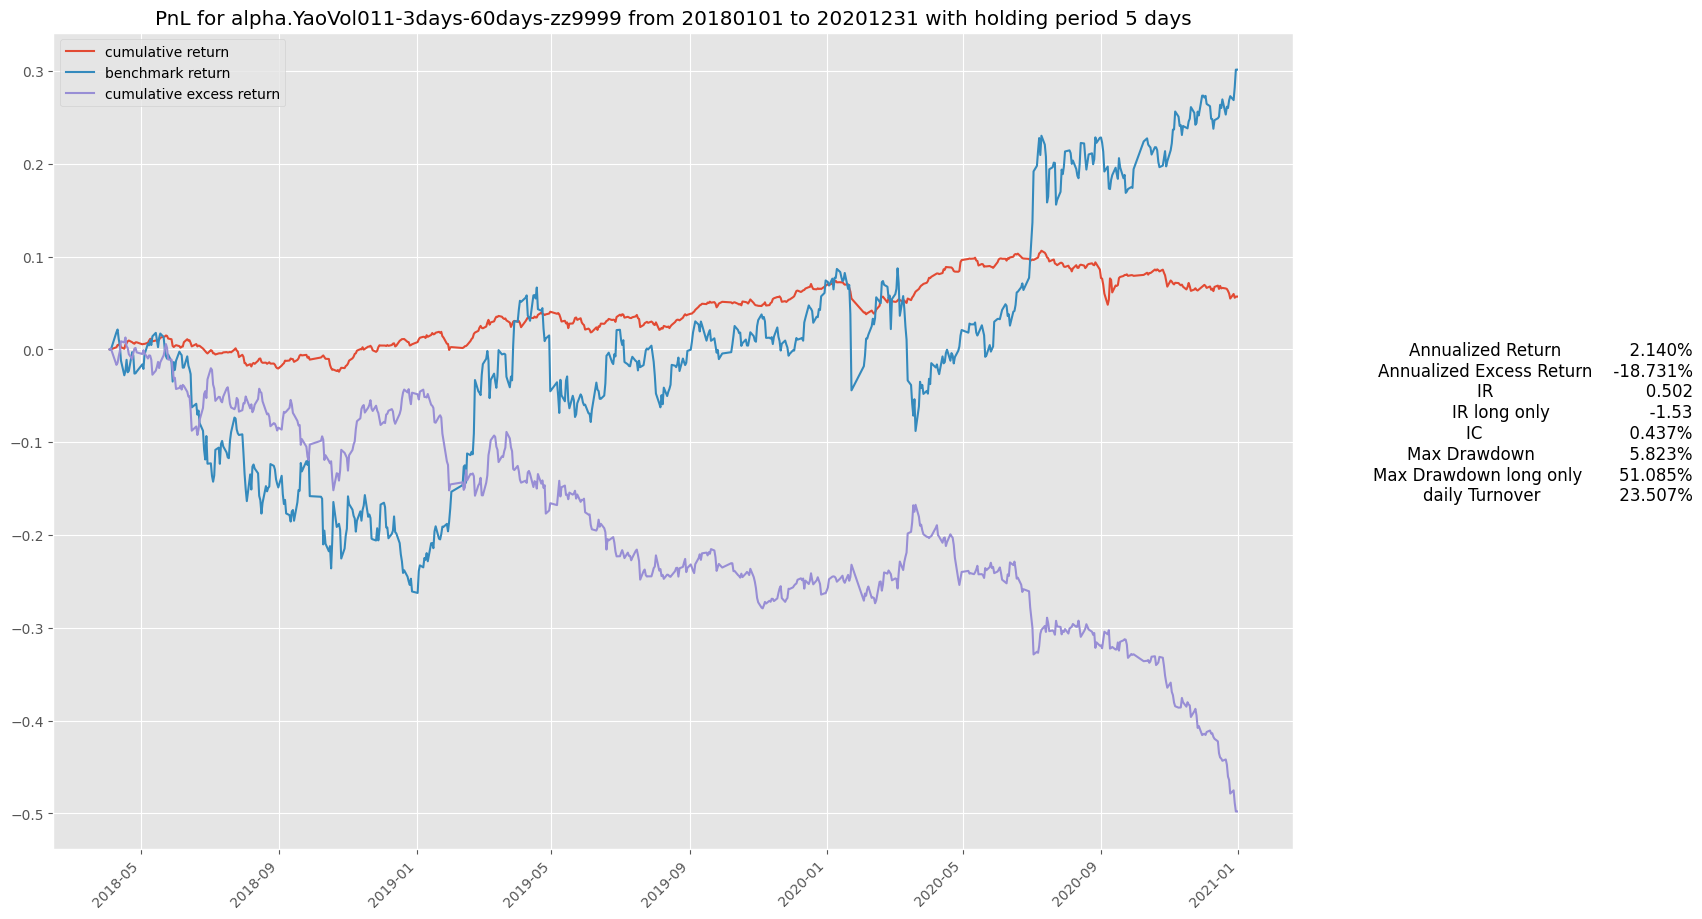 PnL for alpha.YaoVol011-3days-60days-zz9999 from 20180101 to 20201231 with holding period 5 days
cumulative return
benchmark return
cumulative excess return
0.3
0.2
0.1
0.0
−0.1
−0.2
−0.3
−0.4
−0.5
2018-05
2018-09
2019-01
2019-05
2019-09
2020-01
2020-05
2020-09
2021-01
Annualized Return 2.140%
Annualized Excess Return -18.731%
IR 0.502
IR long only -1.53
IC 0.437%
Max Drawdown 5.823%
Max Drawdown long only 51.085%
daily Turnover 23.507%